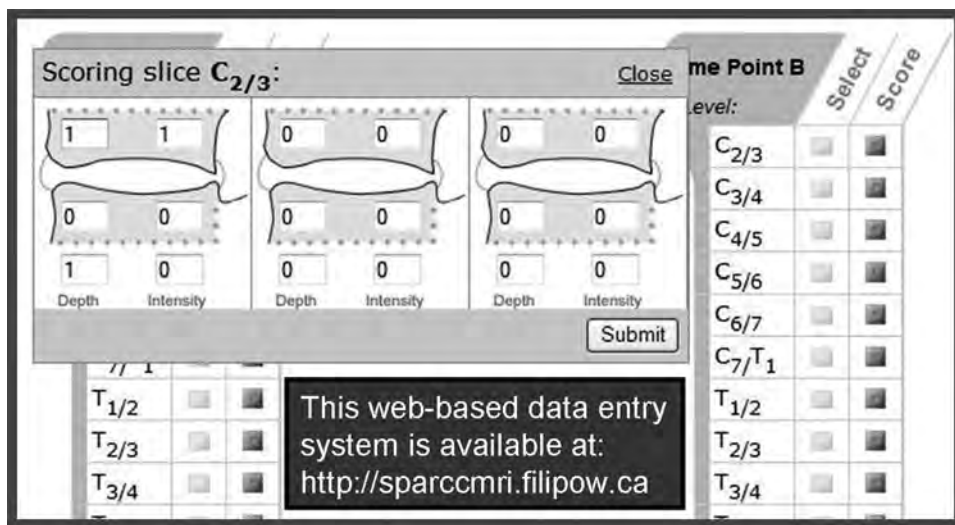 Scoring slice C2/3: Close
1 1 0 0 0 0
0 0 0 0 0 0
1 0 0 0 0 0
Depth Intensity Depth Intensity Depth Intensity
Submit
me Point B
evel:
Select
Score
C2/3
C3/4
C4/5
C5/6
C6/7
C7/T1
T1/2
T2/3
T3/4
T1/2
T2/3
T3/4
This web-based data entry
system is available at:
http://sparccmri.filipow.ca